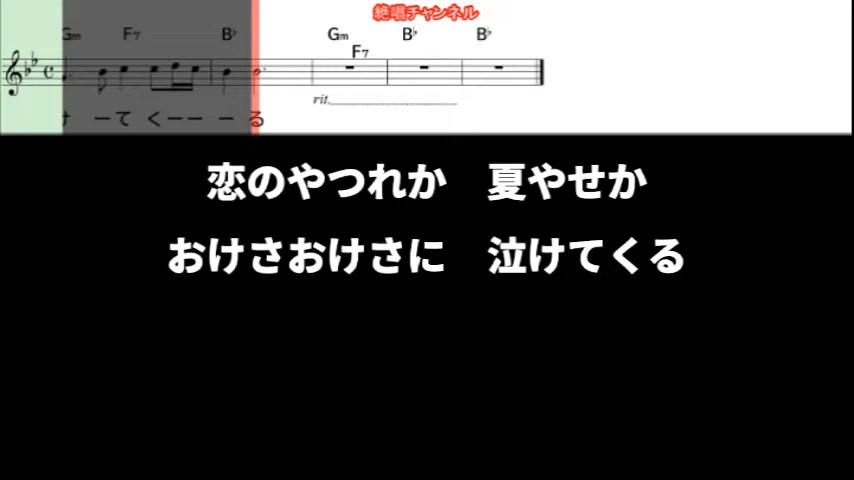 絶唱チャンネル
Gm F7 B♭ Gm F7 B♭ B♭
rit.
け ーて くーー ー る
恋のやつれか 夏やせか
おけさおけさに 泣けてくる